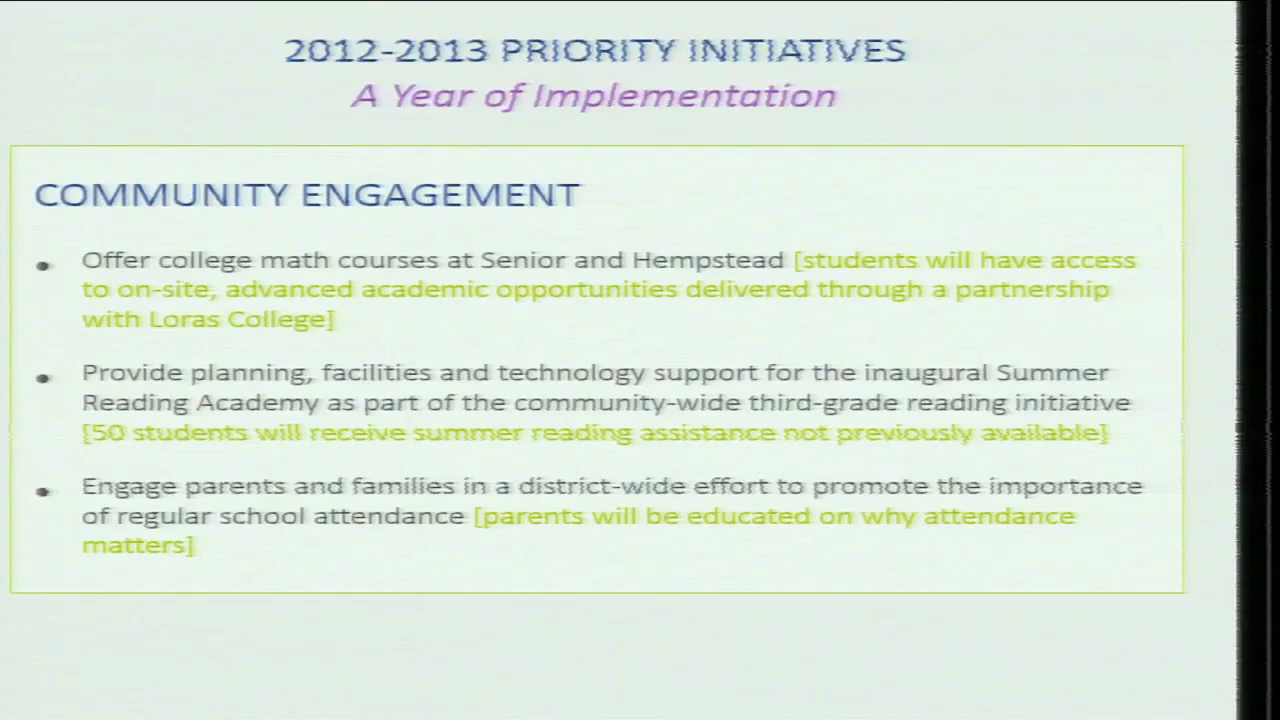 2012-2013 PRIORITY INITIATIVES
A Year of Implementation
COMMUNITY ENGAGEMENT
• Offer college math courses at Senior and Hempstead [students will have access
to on-site, advanced academic opportunities delivered through a partnership
with Loras College]
• Provide planning, facilities and technology support for the inaugural Summer
Reading Academy as part of the community-wide third-grade reading initiative
[50 students will receive summer reading assistance not previously available]
• Engage parents and families in a district-wide effort to promote the importance
of regular school attendance [parents will be educated on why attendance
matters]